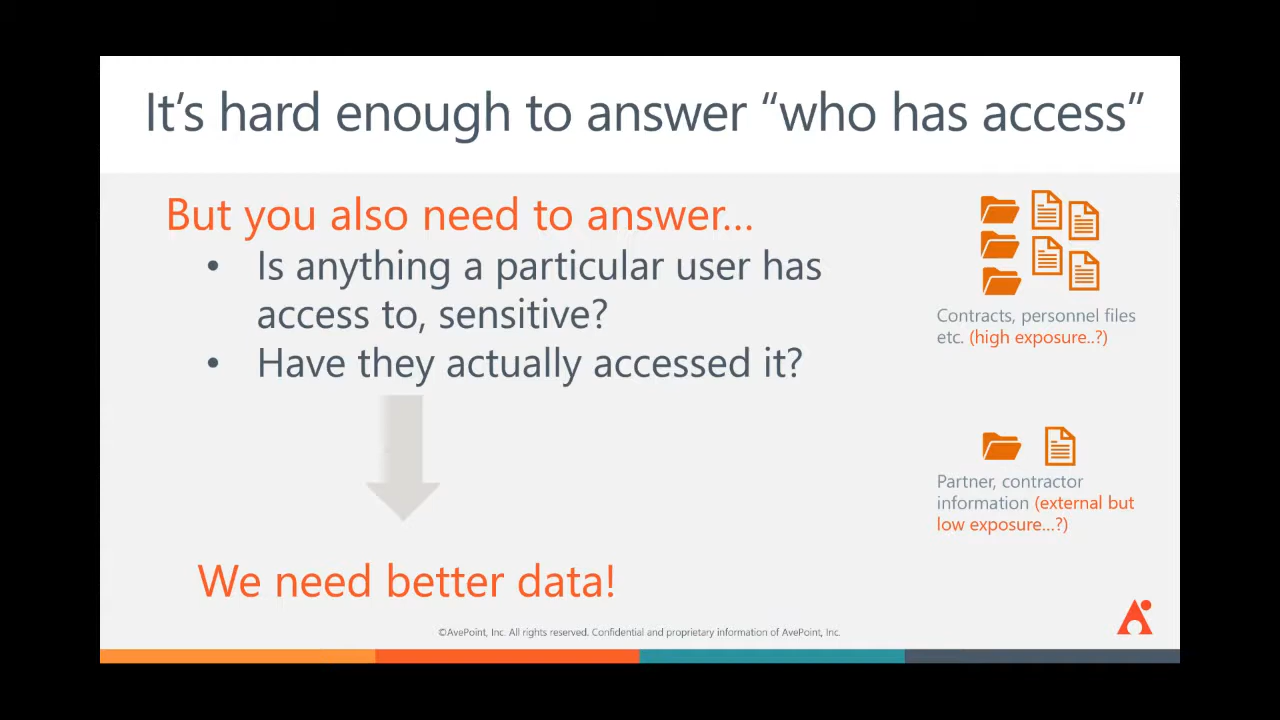 It's hard enough to answer “who has access”
But you also need to answer...
• Is anything a particular user has
access to, sensitive?
• Have they actually accessed it?
We need better data!
Contracts, personnel files
etc. (high exposure..?)
Partner, contractor
information (external but
low exposure...?)
©AvePoint, Inc. All rights reserved. Confidential and proprietary information of AvePoint, Inc.